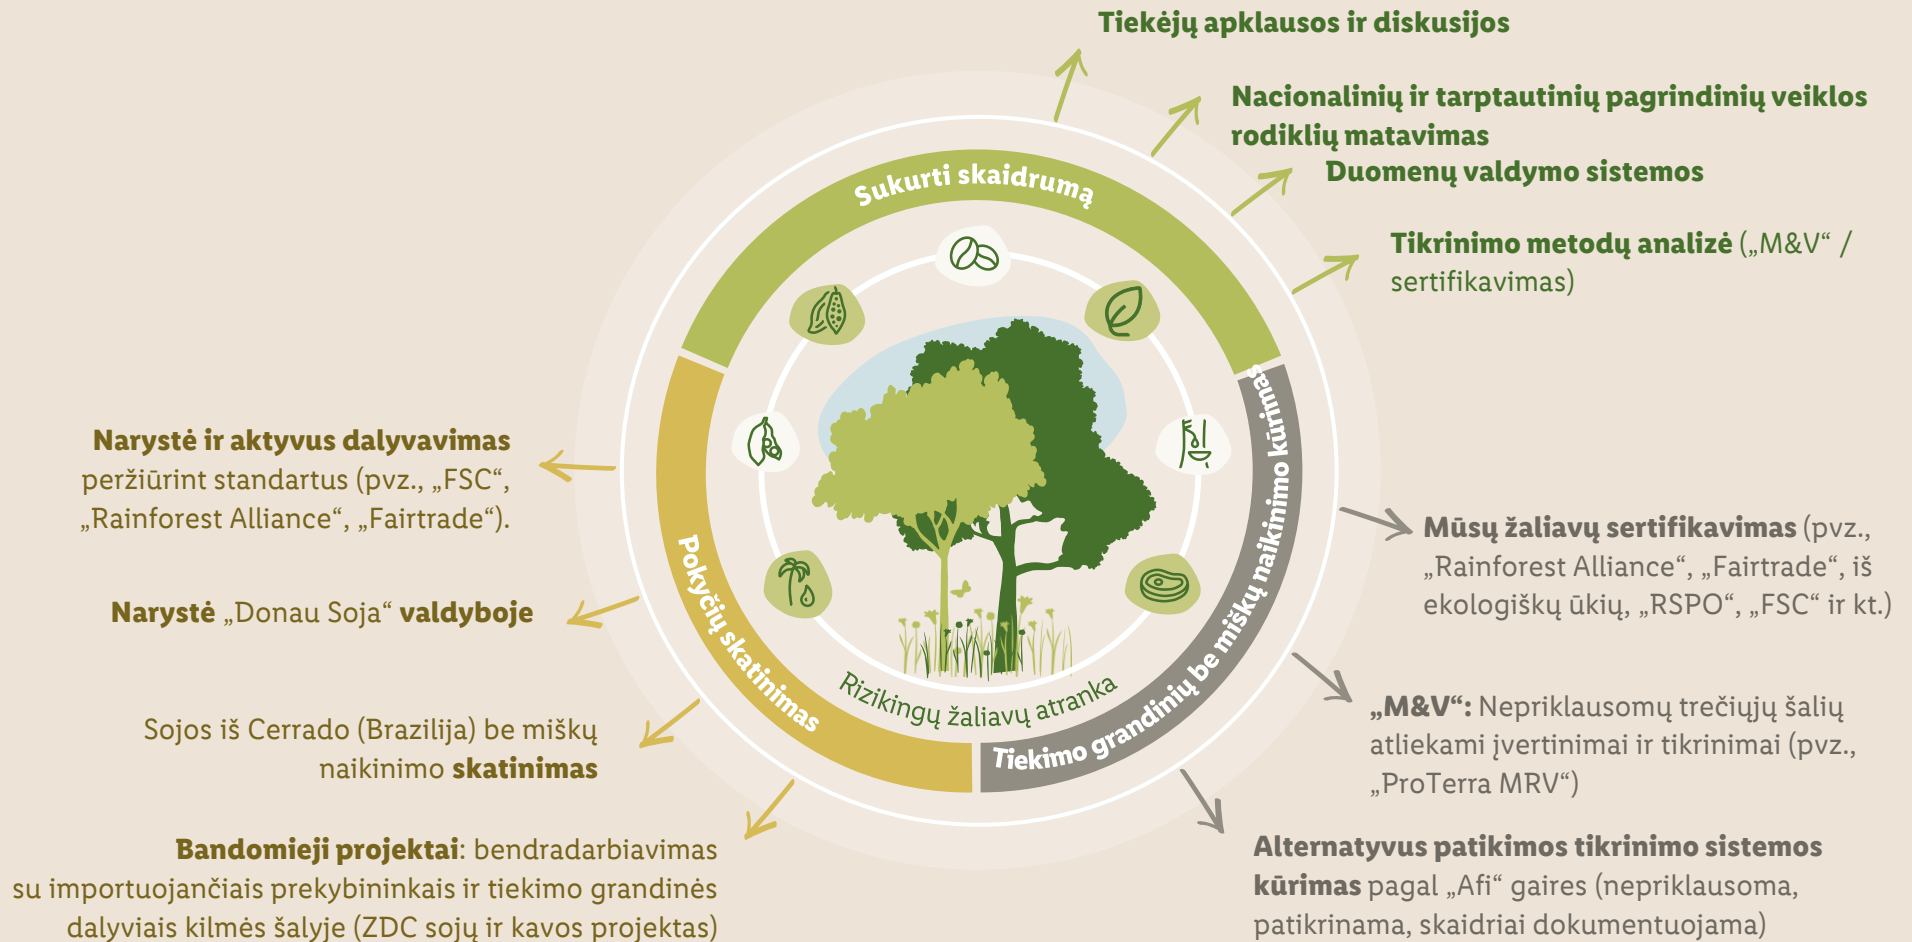 Tiekėjų apklausos ir diskusijos
Nacionalinių ir tarptautinių pagrindinių veiklos
rodiklių matavimas
Duomenų valdymo sistemos
Tikrinimo metodų analizė („M&V“ /
sertifikavimas)
Sukurti skaidrumą
Narystė ir aktyvus dalyvavimas
peržiūrint standartus (pvz., „FSC“,
„Rainforest Alliance“, „Fairtrade“).
Narystė „Donau Soja“ valdyboje
Sojos iš Cerrado (Brazilija) be miškų
naikinimo skatinimas
Bandomieji projektai: bendradarbiavimas
su importuojančiais prekybininkais ir tiekimo grandinės
dalyviais kilmės šalyje (ZDC sojų ir kavos projektas)
Pokyčių skatinimas
Rizikingų žaliavų atranka
Tiekimo grandinių be miškų naikinimo kūrimas
Mūsų žaliavų sertifikavimas (pvz.,
„Rainforest Alliance“, „Fairtrade“, iš
ekologiškų ūkių, „RSPO“, „FSC“ ir kt.)
„M&V“: Nepriklausomų trečiųjų šalių
atliekami įvertinimai ir tikrinimai (pvz.,
„ProTerra MRV“)
Alternatyvus patikimos tikrinimo sistemos
kūrimas pagal „Afi“ gaires (nepriklausoma,
patikrinama, skaidriai dokumentuojama)